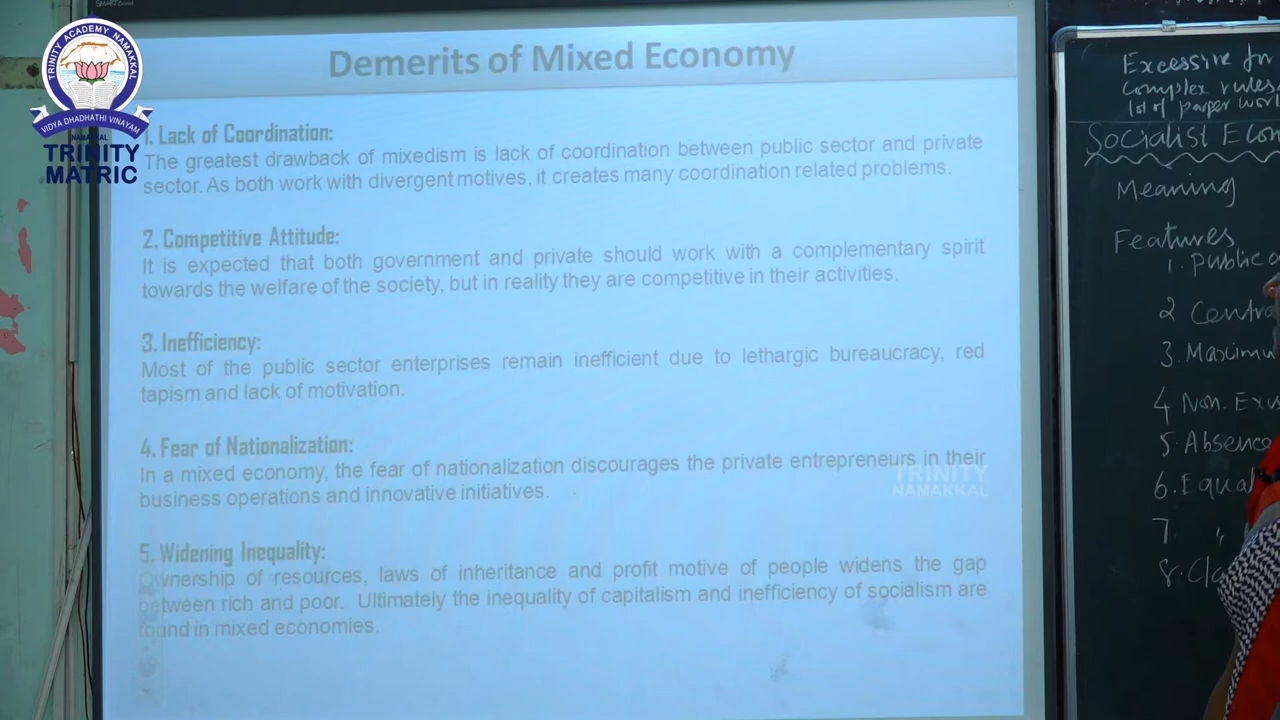 SMART Board
TRINITY ACADEMY NAMAKKAL
VIDYA DHADHATHI VINAYAM
NAMAKKAL
TRINITY
MATRIC
Demerits of Mixed Economy
1. Lack of Coordination:
The greatest drawback of mixedism is lack of coordination between public sector and private
sector. As both work with divergent motives, it creates many coordination related problems.
2. Competitive Attitude:
It is expected that both government and private should work with a complementary spirit
towards the welfare of the society, but in reality they are competitive in their activities.
3. Inefficiency:
Most of the public sector enterprises remain inefficient due to lethargic bureaucracy, red
tapism and lack of motivation.
4. Fear of Nationalization:
In a mixed economy, the fear of nationalization discourages the private entrepreneurs in their
business operations and innovative initiatives.
5. Widening Inequality:
Ownership of resources, laws of inheritance and profit motive of people widens the gap
between rich and poor. Ultimately the inequality of capitalism and inefficiency of socialism are
found in mixed economies.
TRINITY
NAMAKKAL
Excessive
complex rules
lot of paper
Socialist
Meaning
Features
1. Public
2
3.
4 Non.
5. Absence
6. Equal
7 "
8.